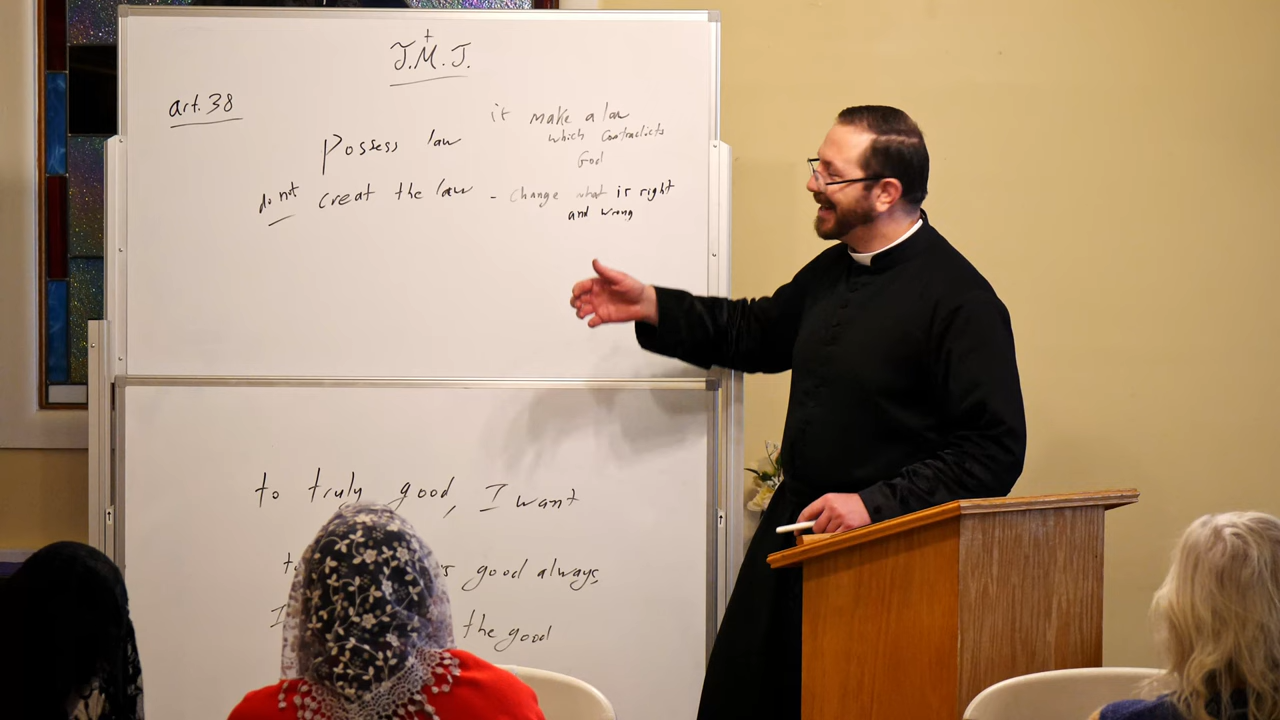 J.M.J.
art. 38
Possess law
it make a law
which contradicts
God
do not creat the law - change what is right
and wrong
to truly good, I want
good always,
I
the good